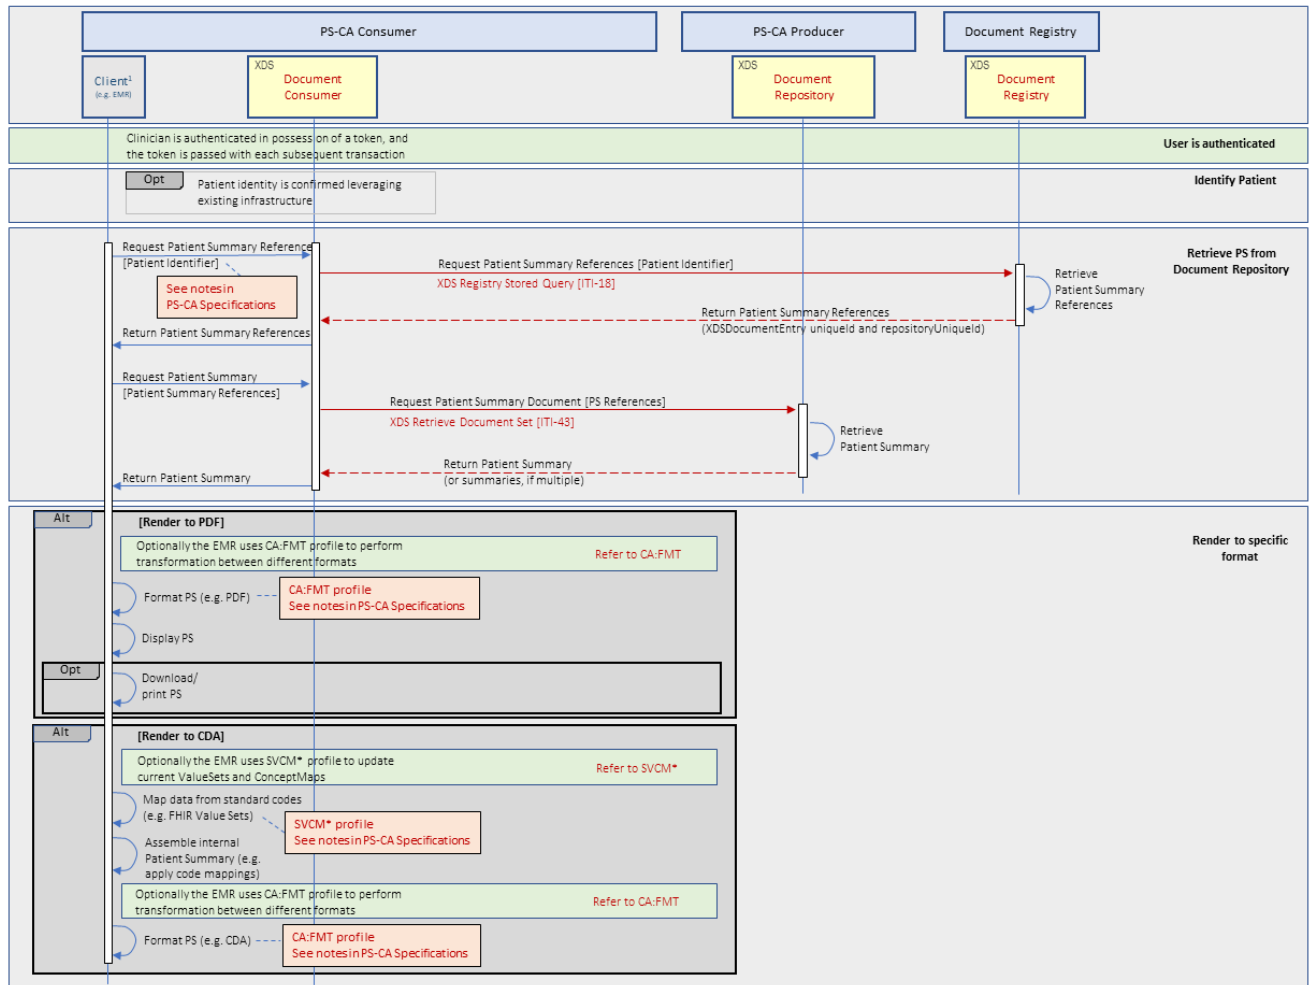 PS-CA Consumer
PS-CA Producer
Document Registry
Client¹
(e.g. EMR)
XDS
Document
Consumer
XDS
Document
Repository
XDS
Document
Registry
Clinician is authenticated in possession of a token, and
the token is passed with each subsequent transaction
User is authenticated
Opt
Patient identity is confirmed leveraging
existing infrastructure
Identify Patient
Retrieve PS from
Document Repository
Request Patient Summary Reference
[Patient Identifier]
See notes in
PS-CA Specifications
Request Patient Summary References [Patient Identifier]
XDS Registry Stored Query [ITI-18]
Retrieve
Patient Summary
References
Return Patient Summary References
(XDSDocumentEntry uniqueId and repositoryUniqueId)
Return Patient Summary References
Request Patient Summary
[Patient Summary References]
Request Patient Summary Document [PS References]
XDS Retrieve Document Set [ITI-43]
Retrieve
Patient Summary
Return Patient Summary
(or summaries, if multiple)
Return Patient Summary
Alt
[Render to PDF]
Render to specific
format
Optionally the EMR uses CA:FMT profile to perform
transformation between different formats
Refer to CA:FMT
Format PS (e.g. PDF)
CA:FMT profile
See notes in PS-CA Specifications
Display PS
Opt
Download/
print PS
Alt
[Render to CDA]
Optionally the EMR uses SVCM* profile to update
current ValueSets and ConceptMaps
Refer to SVCM*
Map data from standard codes
(e.g. FHIR Value Sets)
SVCM* profile
See notes in PS-CA Specifications
Assemble internal
Patient Summary (e.g.
apply code mappings)
Optionally the EMR uses CA:FMT profile to perform
transformation between different formats
Refer to CA:FMT
Format PS (e.g. CDA)
CA:FMT profile
See notes in PS-CA Specifications